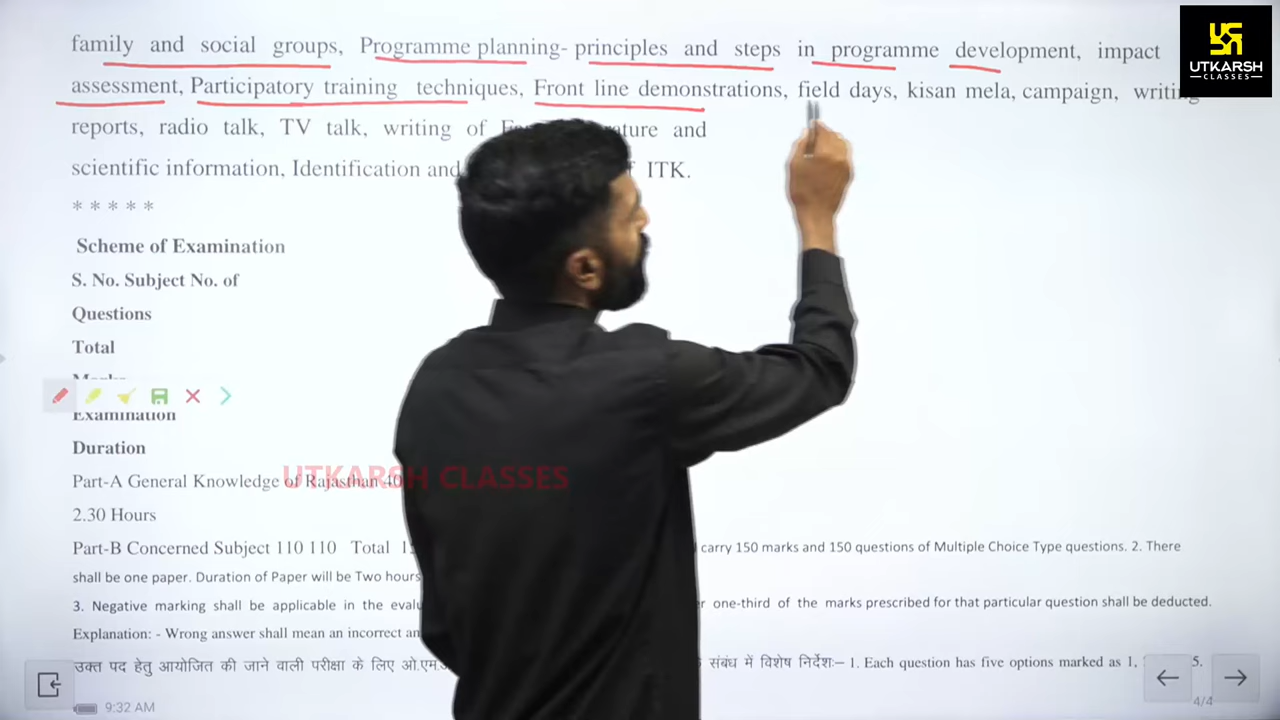 family and social groups, Programme planning- principles and steps in programme development, impact
assessment, Participatory training techniques, Front line demonstrations, field days, kisan mela, campaign, writing
reports, radio talk, TV talk, writing of and
scientific information, Identification and ITK.
* * * * *
Scheme of Examination
S. No. Subject No. of
Questions
Total
Examination
Duration
Part-A General Knowledge of Rajasthan 40
2.30 Hours
Part-B Concerned Subject 110 110 Total carry 150 marks and 150 questions of Multiple Choice Type questions. 2. There
shall be one paper. Duration of Paper will be Two hours
3. Negative marking shall be applicable in the one-third of the marks prescribed for that particular question shall be deducted.
Explanation: - Wrong answer shall mean an incorrect
उक्त पद हेतु आयोजित की जाने वाली परीक्षा के लिए संबंध में विशेष निर्देश:– 1. Each question has five options marked as 1, 5.
UTKARSH
CLASSES
UTKARSH CLASSES
9:32 AM
4/4